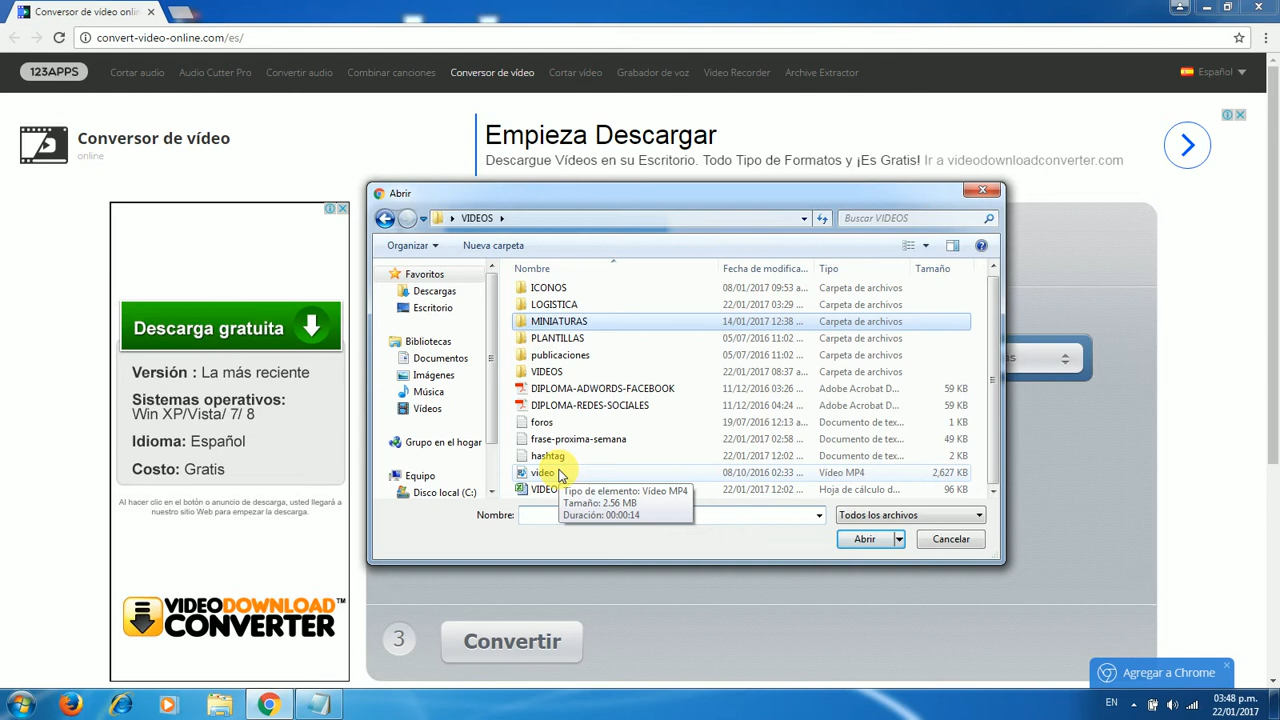 Conversor de vídeo onlin
convert-video-online.com/es/
123APPS
Cortar audio
Audio Cutter Pro
Convertir audio
Combinar canciones
Conversor de vídeo
Cortar vídeo
Grabador de voz
Video Recorder
Archive Extractor
Español
Conversor de vídeo
online
Empieza Descargar
Descargue Vídeos en su Escritorio. Todo Tipo de Formatos y ¡Es Gratis! Ir a videodownloadconverter.com
Abrir
VIDEOS
Buscar VIDEOS
Organizar
Nueva carpeta
Nombre
Fecha de modifica...
Tipo
Tamaño
Favoritos
Descargas
Escritorio
Bibliotecas
Documentos
Imágenes
Música
Vídeos
Grupo en el hogar
Equipo
Disco local (C:)
ICONOS 08/01/2017 09:53 a... Carpeta de archivos
LOGISTICA 22/01/2017 03:29 ... Carpeta de archivos
MINIATURAS 14/01/2017 12:38 ... Carpeta de archivos
PLANTILLAS 05/07/2016 11:02 ... Carpeta de archivos
publicaciones 05/07/2016 11:02 ... Carpeta de archivos
VIDEOS 22/01/2017 08:37 a... Carpeta de archivos
DIPLOMA-ADWORDS-FACEBOOK 11/12/2016 03:26 ... Adobe Acrobat D... 59 KB
DIPLOMA-REDES-SOCIALES 11/12/2016 04:24 ... Adobe Acrobat D... 59 KB
foros 19/07/2016 12:13 a... Documento de tex... 1 KB
frase-proxima-semana 22/01/2017 02:58 ... Documento de tex... 49 KB
hashtag 22/01/2017 12:02 ... Documento de tex... 2 KB
video 08/10/2016 02:33 ... Vídeo MP4 2,627 KB
VIDEO 22/01/2017 12:02 ... Hoja de cálculo d... 96 KB
Tipo de elemento: Vídeo MP4
Tamaño: 2.56 MB
Duración: 00:00:14
Nombre:
Todos los archivos
Abrir
Cancelar
as
Descarga gratuita
Versión : La más reciente
Sistemas operativos:
Win XP/Vista/ 7/ 8
Idioma: Español
Costo: Gratis
Al hacer clic en el botón o anuncio de descarga, usted llegará a
nuestro sitio Web para empezar la descarga.
VIDEODOWNLOAD™
CONVERTER
3
Convertir
Agregar a Chrome
EN
03:48 p.m.
22/01/2017